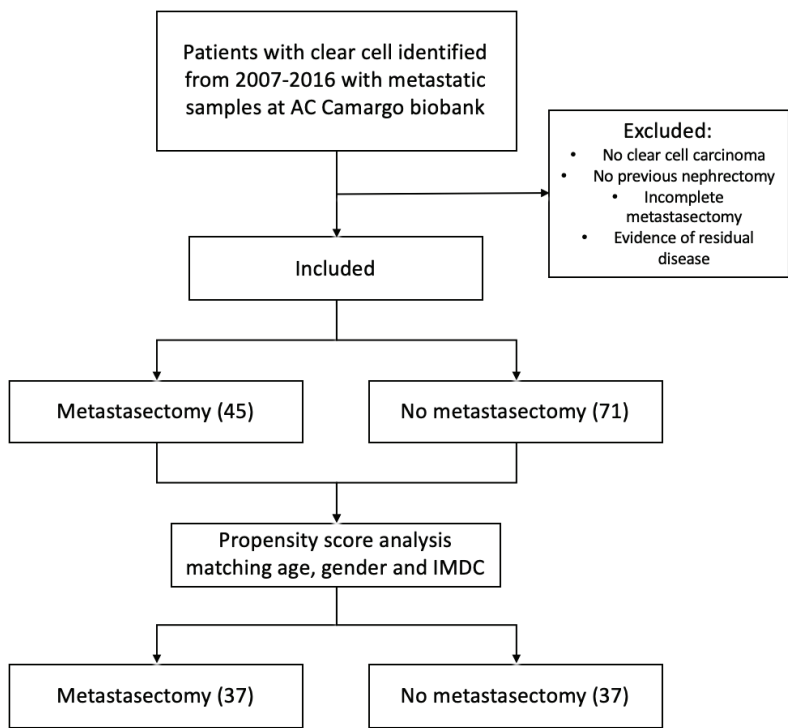 Patients with clear cell identified
from 2007-2016 with metastatic
samples at AC Camargo biobank
Excluded:
• No clear cell carcinoma
• No previous nephrectomy
• Incomplete
metastasectomy
• Evidence of residual
disease
Included
Metastasectomy (45)
No metastasectomy (71)
Propensity score analysis
matching age, gender and IMDC
Metastasectomy (37)
No metastasectomy (37)